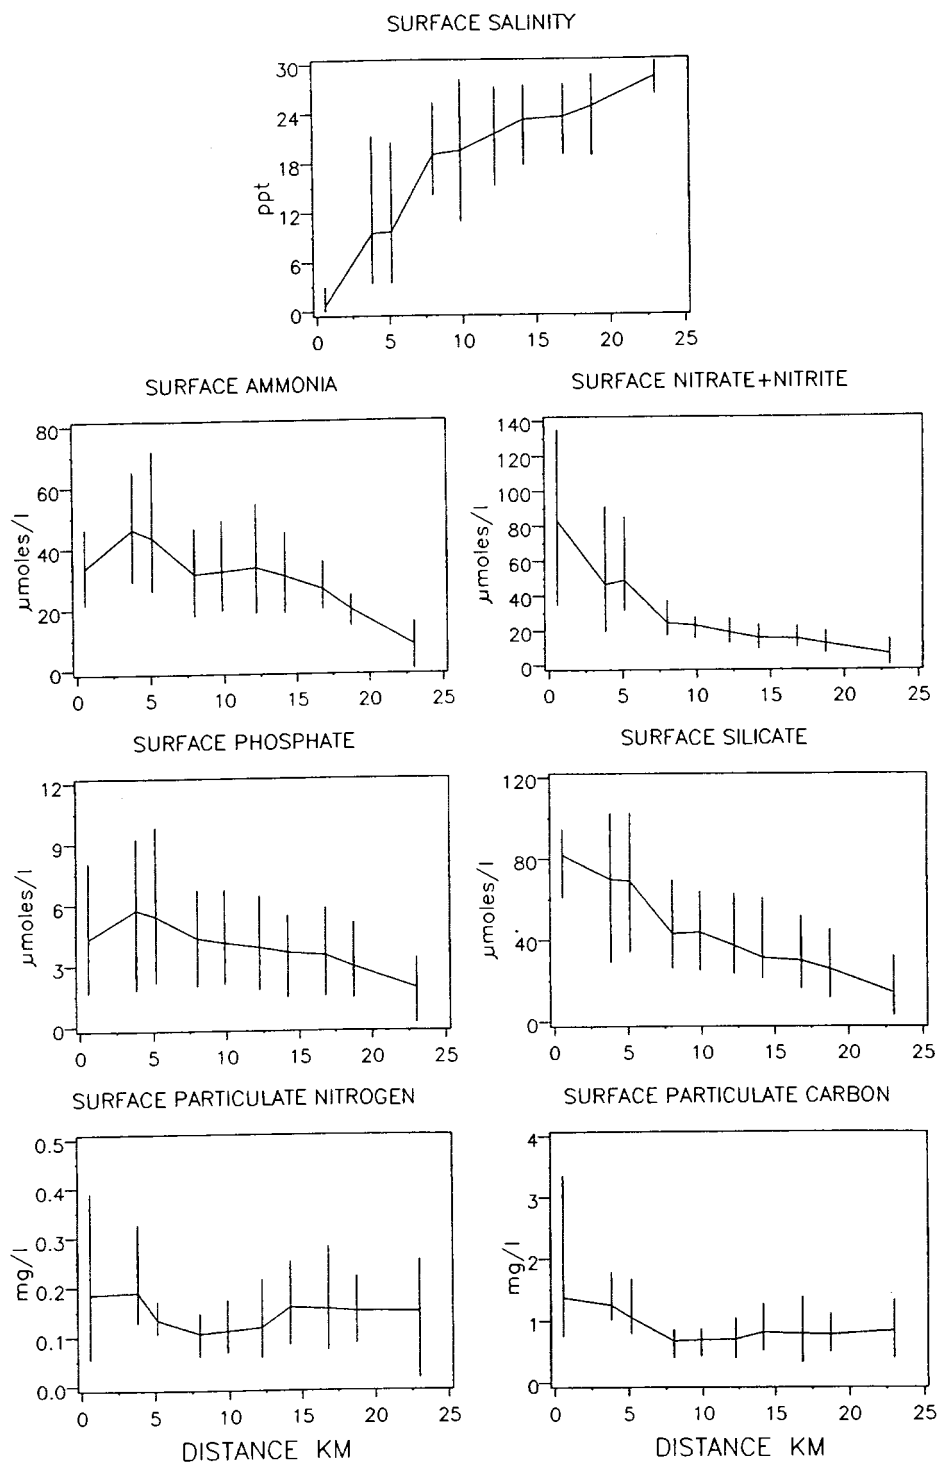 SURFACE SALINITY
30
24
18
12
6
0
ppt
0 5 10 15 20 25
SURFACE AMMONIA
80
60
40
20
0
μmoles/l
0 5 10 15 20 25
SURFACE NITRATE+NITRITE
140
120
100
80
60
40
20
0
μmoles/l
0 5 10 15 20 25
SURFACE PHOSPHATE
12
9
6
3
0
μmoles/l
0 5 10 15 20 25
SURFACE SILICATE
120
80
40
0
μmoles/l
0 5 10 15 20 25
SURFACE PARTICULATE NITROGEN
0.5
0.4
0.3
0.2
0.1
0.0
mg/l
0 5 10 15 20 25
DISTANCE KM
SURFACE PARTICULATE CARBON
4
3
2
1
0
mg/l
0 5 10 15 20 25
DISTANCE KM